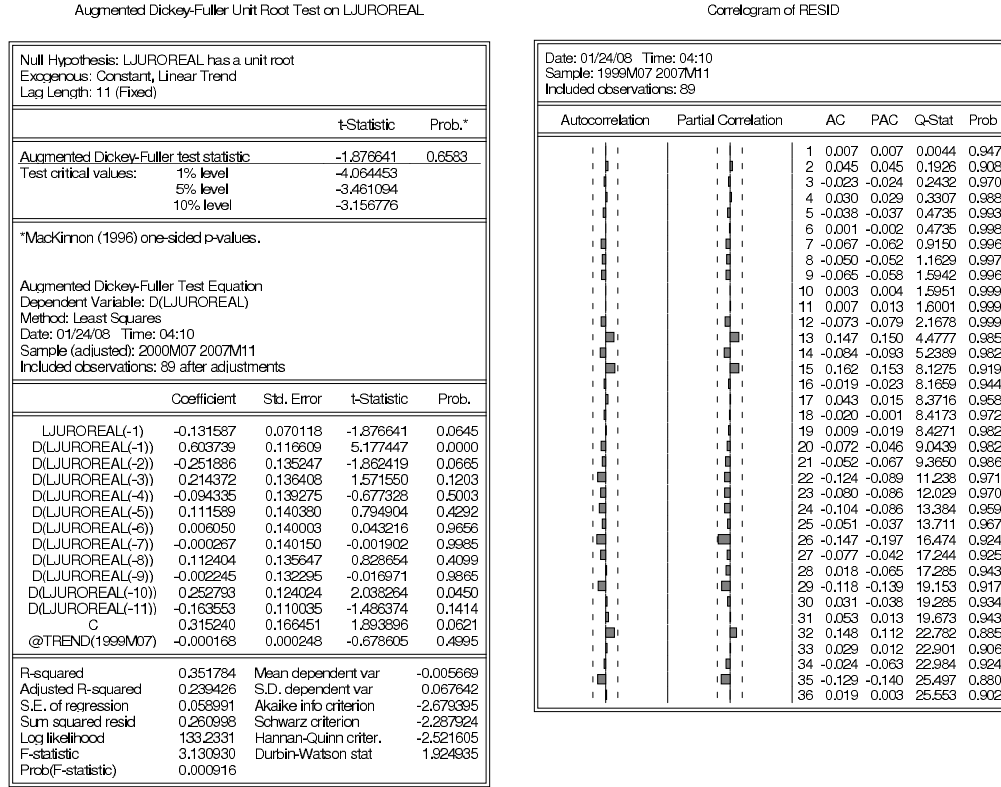 Augmented Dickey-Fuller Unit Root Test on LJUROREAL
Null Hypothesis: LJUROREAL has a unit root
Exogenous: Constant, Linear Trend
Lag Length: 11 (Fixed)
t-Statistic Prob.*
Augmented Dickey-Fuller test statistic -1.876641 0.6583
Test critical values: 1% level -4.064453
5% level -3.461094
10% level -3.156776
*MacKinnon (1996) one-sided p-values.
Augmented Dickey-Fuller Test Equation
Dependent Variable: D(LJUROREAL)
Method: Least Squares
Date: 01/24/08 Time: 04:10
Sample (adjusted): 2000M07 2007M11
Included observations: 89 after adjustments
Coefficient Std. Error t-Statistic Prob.
LJUROREAL(-1) -0.131587 0.070118 -1.876641 0.0645
D(LJUROREAL(-1)) 0.603739 0.116609 5.177447 0.0000
D(LJUROREAL(-2)) -0.251886 0.135247 -1.862419 0.0665
D(LJUROREAL(-3)) 0.214372 0.136408 1.571550 0.1203
D(LJUROREAL(-4)) -0.094335 0.139275 -0.677328 0.5003
D(LJUROREAL(-5)) 0.111589 0.140380 0.794904 0.4292
D(LJUROREAL(-6)) 0.006050 0.140003 0.043216 0.9656
D(LJUROREAL(-7)) -0.000267 0.140150 -0.001902 0.9985
D(LJUROREAL(-8)) 0.112404 0.135647 0.828654 0.4099
D(LJUROREAL(-9)) -0.002245 0.132295 -0.016971 0.9865
D(LJUROREAL(-10)) 0.252793 0.124024 2.038264 0.0450
D(LJUROREAL(-11)) -0.163553 0.110035 -1.486374 0.1414
C 0.315240 0.166451 1.893896 0.0621
@TREND(1999M07) -0.000168 0.000248 -0.678605 0.4995
R-squared 0.351784 Mean dependent var -0.005669
Adjusted R-squared 0.239426 S.D. dependent var 0.067642
S.E. of regression 0.058991 Akaike info criterion -2.679395
Sum squared resid 0.260998 Schwarz criterion -2.287924
Log likelihood 133.2331 Hannan-Quinn criter. -2.521605
F-statistic 3.130930 Durbin-Watson stat 1.924935
Prob(F-statistic) 0.000916
Correlogram of RESID
Date: 01/24/08 Time: 04:10
Sample: 1999M07 2007M11
Included observations: 89
Autocorrelation Partial Correlation AC PAC Q-Stat Prob
1 0.007 0.007 0.0044 0.947
2 0.045 0.045 0.1926 0.908
3 -0.023 -0.024 0.2432 0.970
4 0.030 0.029 0.3307 0.988
5 -0.038 -0.037 0.4735 0.993
6 0.001 -0.002 0.4735 0.998
7 -0.067 -0.062 0.9150 0.996
8 -0.050 -0.052 1.1629 0.997
9 -0.065 -0.058 1.5942 0.996
10 0.003 0.004 1.5951 0.999
11 0.007 0.013 1.6001 0.999
12 -0.073 -0.079 2.1678 0.999
13 0.147 0.150 4.4777 0.985
14 -0.084 -0.093 5.2389 0.982
15 0.162 0.153 8.1275 0.919
16 -0.019 -0.023 8.1659 0.944
17 0.043 0.015 8.3716 0.958
18 -0.020 -0.001 8.4173 0.972
19 0.009 -0.019 8.4271 0.982
20 -0.072 -0.046 9.0439 0.982
21 -0.052 -0.067 9.3650 0.986
22 -0.124 -0.089 11.238 0.971
23 -0.080 -0.086 12.029 0.970
24 -0.104 -0.086 13.384 0.959
25 -0.051 -0.037 13.711 0.967
26 -0.147 -0.197 16.474 0.924
27 -0.077 -0.042 17.244 0.925
28 0.018 -0.065 17.285 0.943
29 -0.118 -0.139 19.153 0.917
30 0.031 -0.038 19.285 0.934
31 0.053 0.013 19.673 0.943
32 0.148 0.112 22.782 0.885
33 0.029 0.012 22.901 0.906
34 -0.024 -0.063 22.984 0.924
35 -0.129 -0.140 25.497 0.880
36 0.019 0.003 25.553 0.902